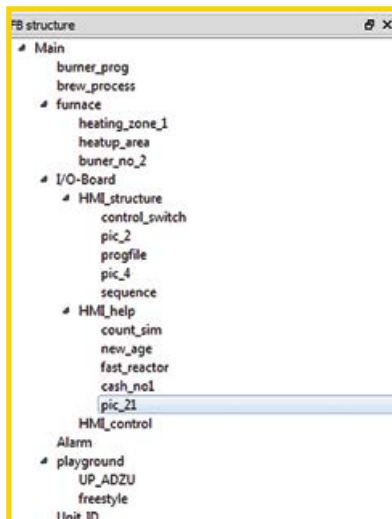 FB structure
Main
burner_prog
brew_process
furnace
heating_zone_1
heatup_area
buner_no_2
I/O-Board
HMI_structure
control_switch
pic_2
progfile
pic_4
sequence
HMI_help
count_sim
new_age
fast_reactor
cash_no1
pic_21
HMI_control
Alarm
playground
UP_ADZU
freestyle
Unit_ID